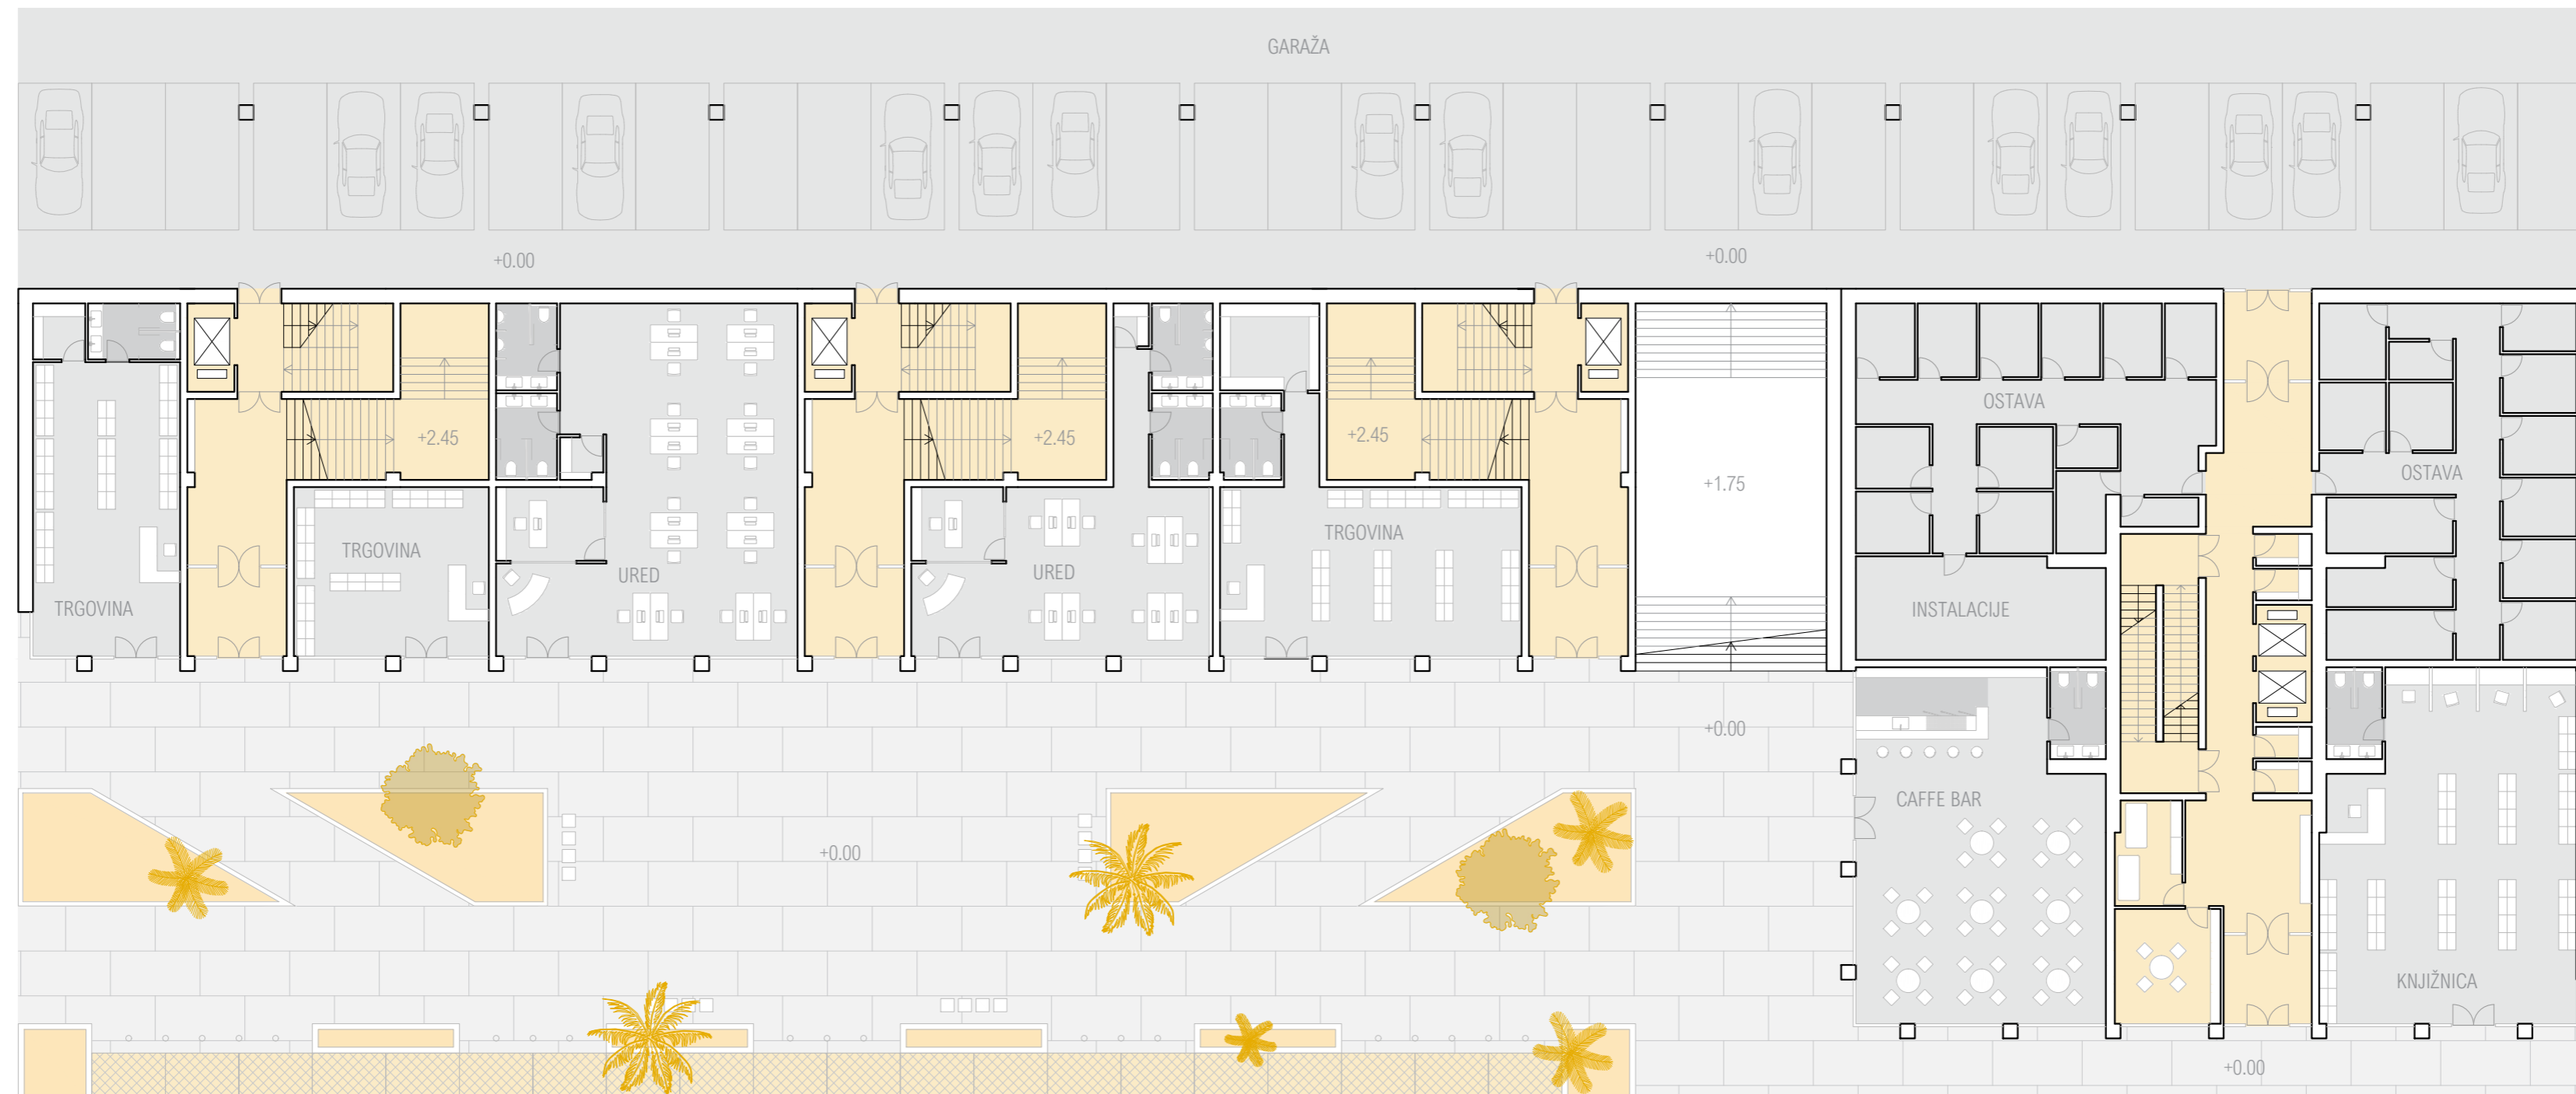 GARAŽA
+0.00
+0.00
OSTAVA
+2.45
+2.45
+2.45
OSTAVA
+1.75
TRGOVINA
TRGOVINA
URED
URED
TRGOVINA
INSTALACIJE
+0.00
CAFFE BAR
+0.00
KNJIŽNICA
+0.00